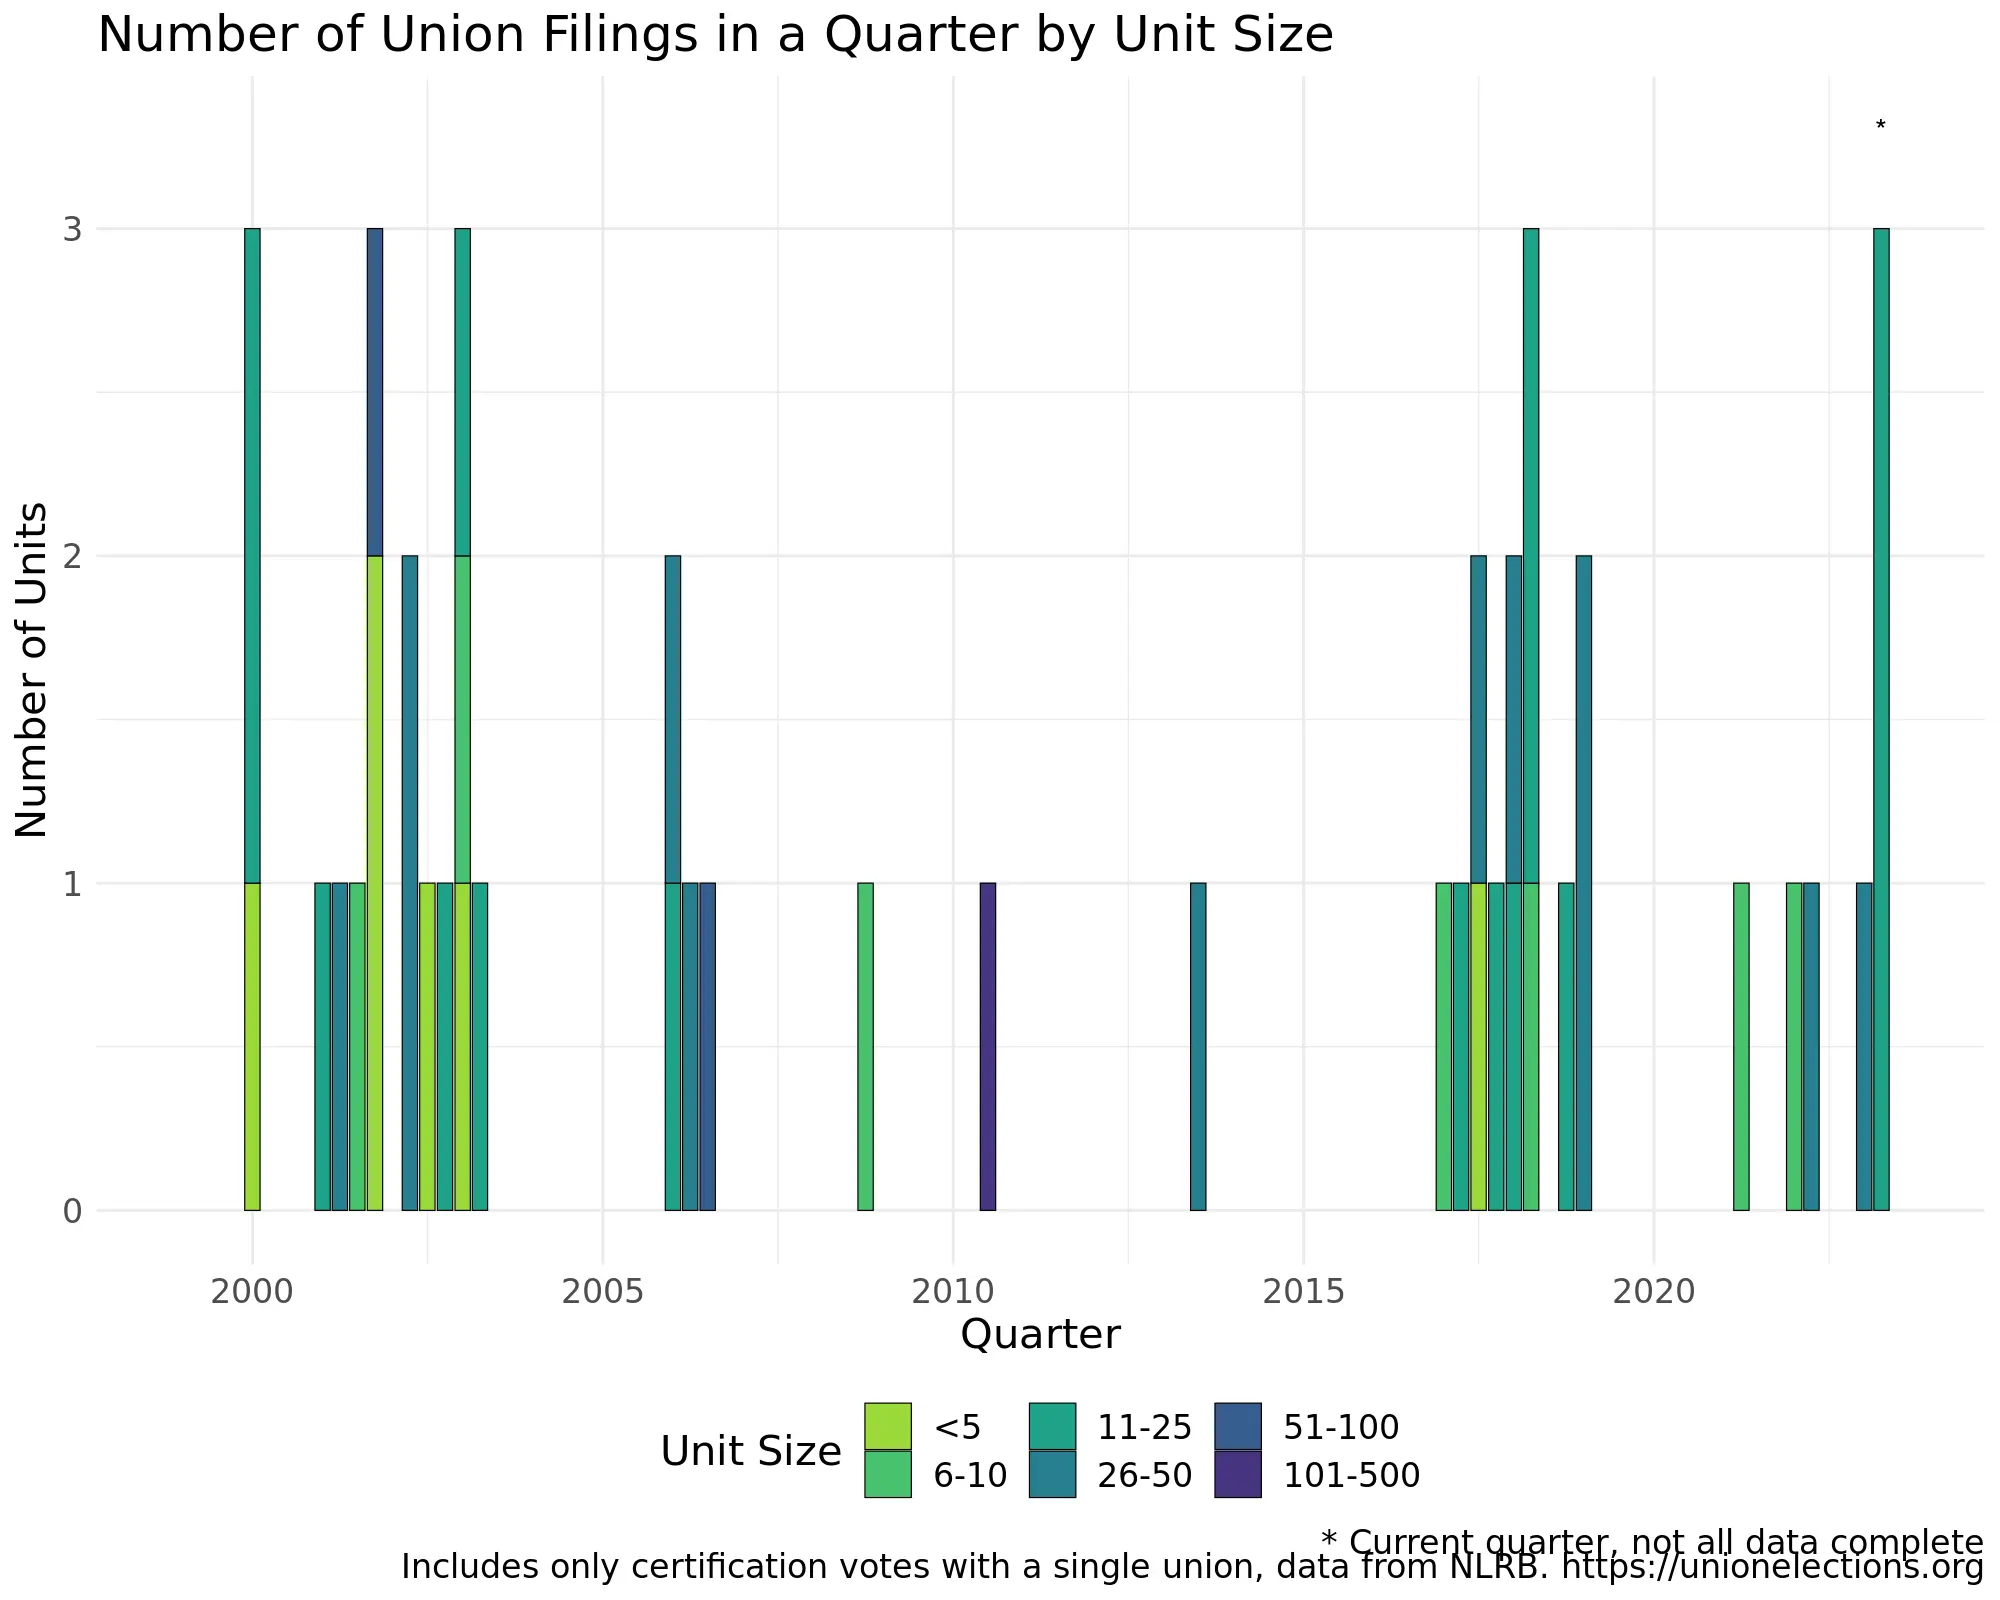 Number of Union Filings in a Quarter by Unit Size
*
3
2
1
0
Number of Units
2000 2005 2010 2015 2020
Quarter
Unit Size
<5 11-25 51-100
6-10 26-50 101-500
* Current quarter, not all data complete
Includes only certification votes with a single union, data from NLRB. https://unionelections.org